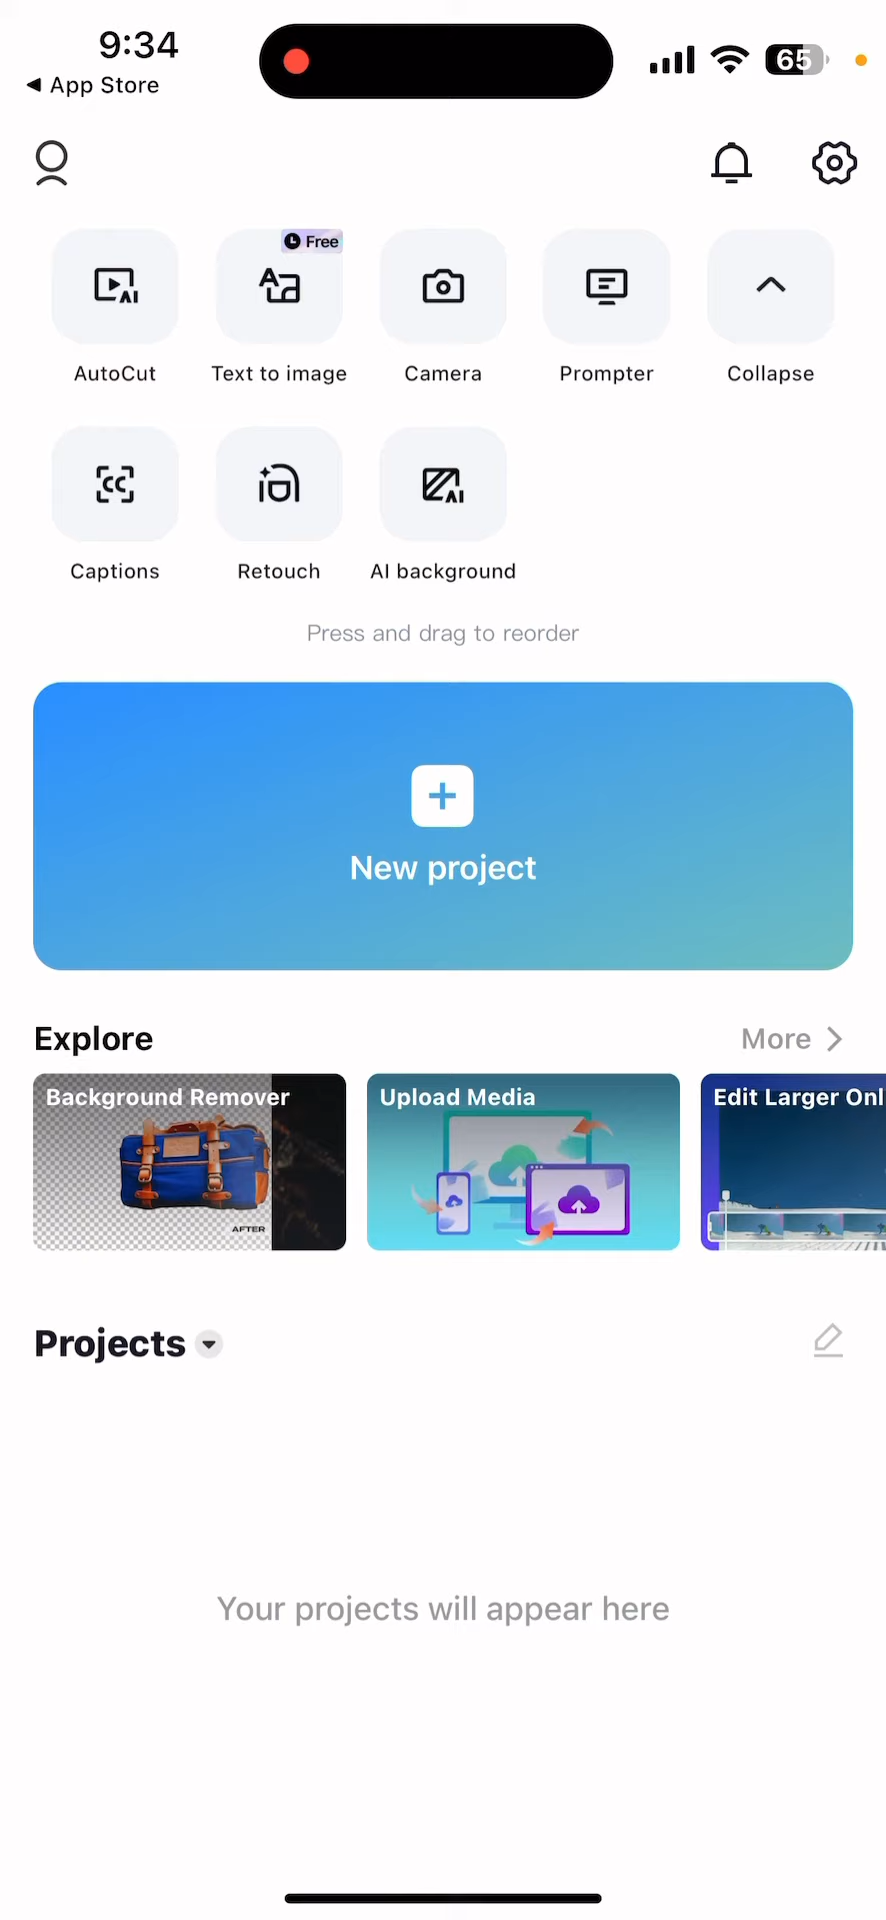 9:34
65
App Store
Free
AutoCut
Text to image
Camera
Prompter
Collapse
Captions
Retouch
AI background
Press and drag to reorder
New project
Explore
More
Background Remover
AFTER
Upload Media
Edit Larger Onl
Projects
Your projects will appear here